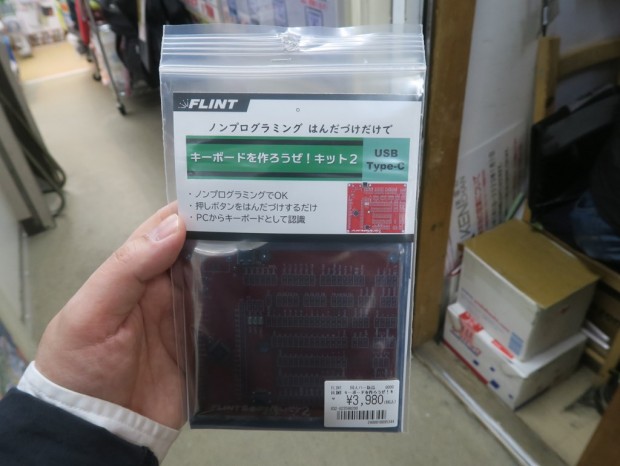 FLINT
ノンプログラミング はんだづけだけで
キーボードを作ろうぜ！キット2
USB
Type-C
・ノンプログラミングでOK
・押しボタンをはんだづけするだけ
・PCからキーボードとして認識
FLINT
¥3,980